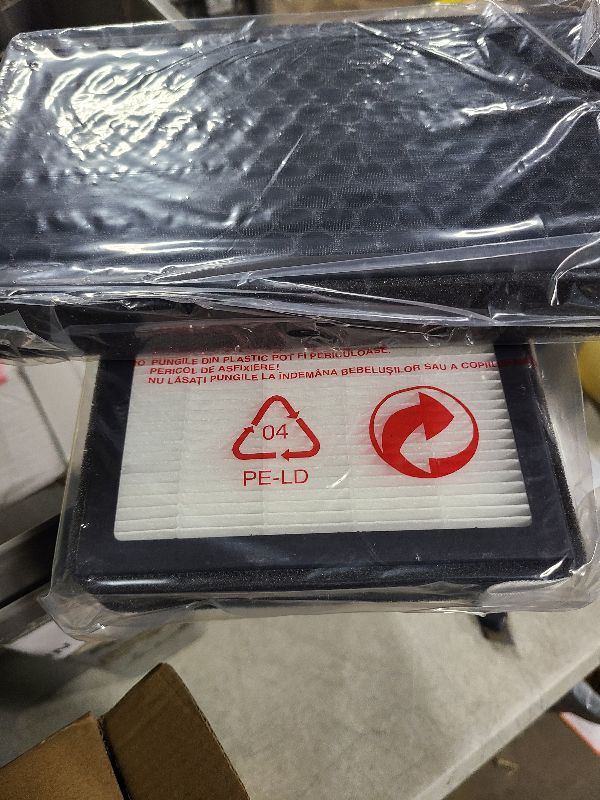 RO PUNGILE DIN PLASTIC POT FI PERICULOASE.
PERICOL DE ASFIXIERE!
NU LĂSAȚI PUNGILE LA ÎNDEMÂNA BEBELUȘILOR SAU A COPIILOR
04
PE-LD